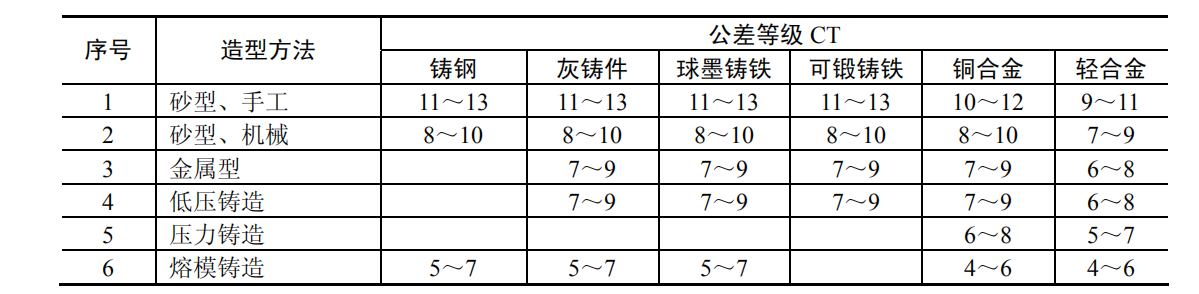 序号 造型方法 公差等级 CT
铸钢 灰铸件 球墨铸铁 可锻铸铁 铜合金 轻合金
1 砂型、手工 11～13 11～13 11～13 11～13 10～12 9～11
2 砂型、机械 8～10 8～10 8～10 8～10 8～10 7～9
3 金属型 7～9 7～9 7～9 7～9 6～8
4 低压铸造 7～9 7～9 7～9 7～9 6～8
5 压力铸造 6～8 5～7
6 熔模铸造 5～7 5～7 5～7 4～6 4～6